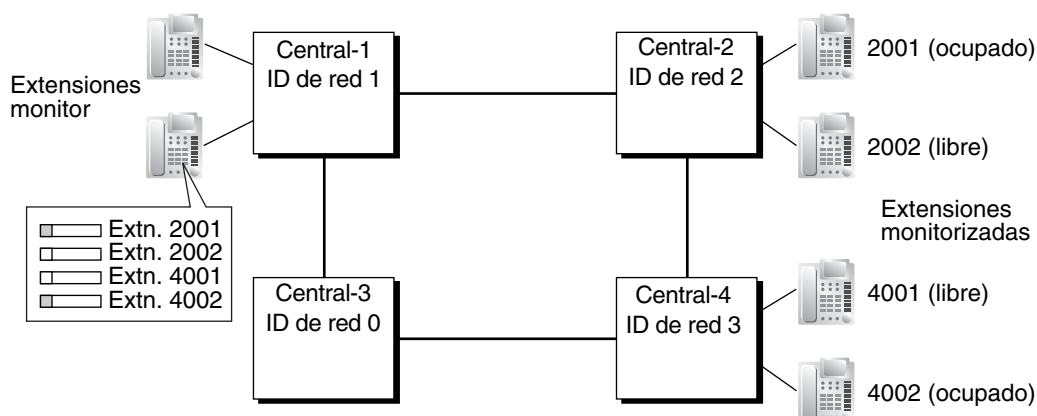 Extensiones
monitor
Central-1
ID de red 1
Central-2
ID de red 2
2001 (ocupado)
2002 (libre)
Extn. 2001
Extn. 2002
Extn. 4001
Extn. 4002
Extensiones
monitorizadas
Central-3
ID de red 0
Central-4
ID de red 3
4001 (libre)
4002 (ocupado)